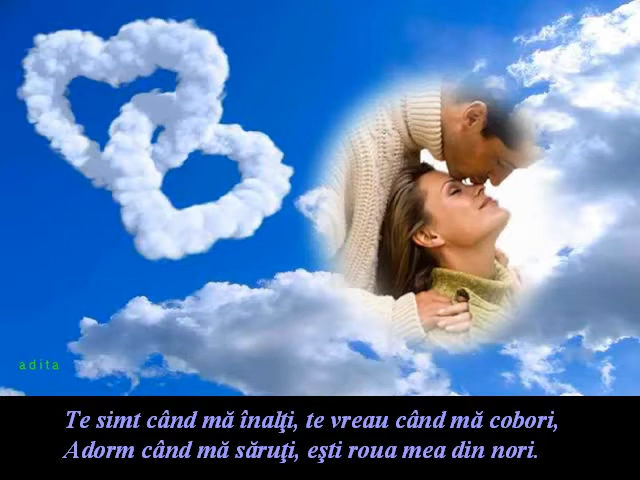 adita
Te simt când mă înalţi, te vreau când mă cobori,
Adorm când mă săruţi, eşti roua mea din nori.